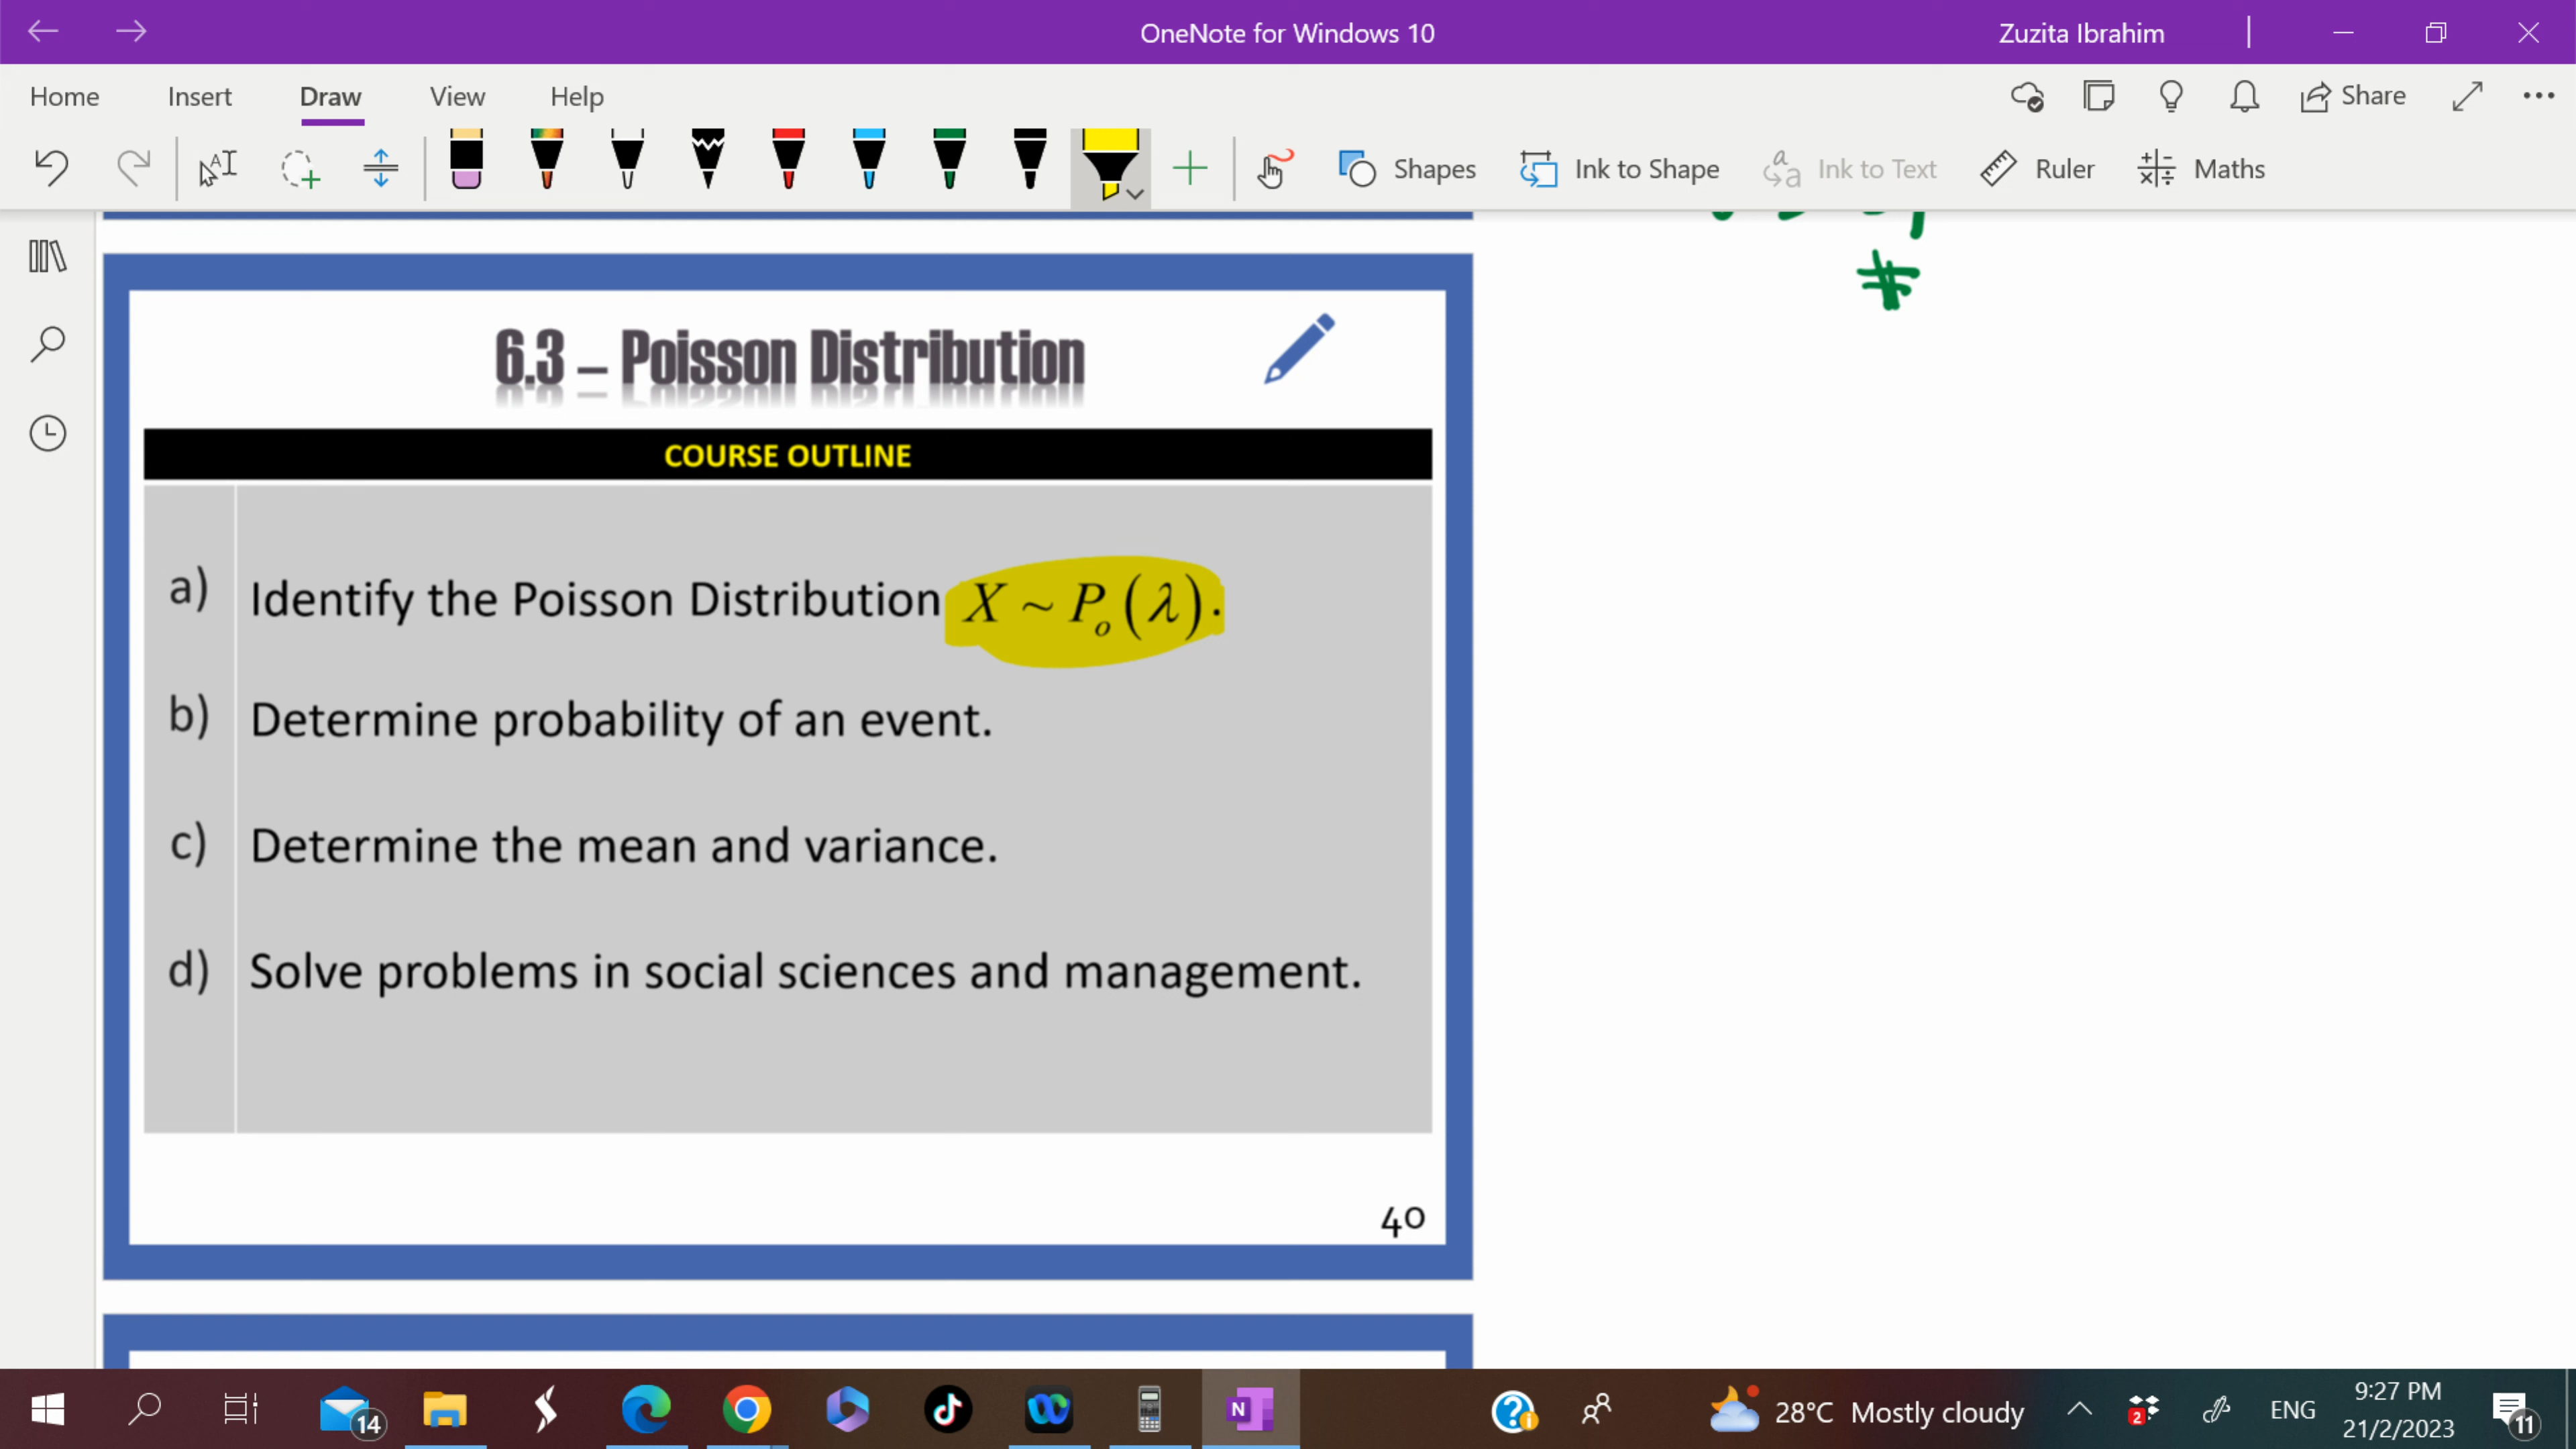 OneNote for Windows 10
Zuzita Ibrahim
Home Insert Draw View Help
Share
Shapes Ink to Shape Ink to Text Ruler Maths
#
6.3 – Poisson Distribution
COURSE OUTLINE
a) Identify the Poisson Distribution X ~ Pₒ(λ).
b) Determine probability of an event.
c) Determine the mean and variance.
d) Solve problems in social sciences and management.
40
14
28°C Mostly cloudy
2
ENG
9:27 PM
21/2/2023
11